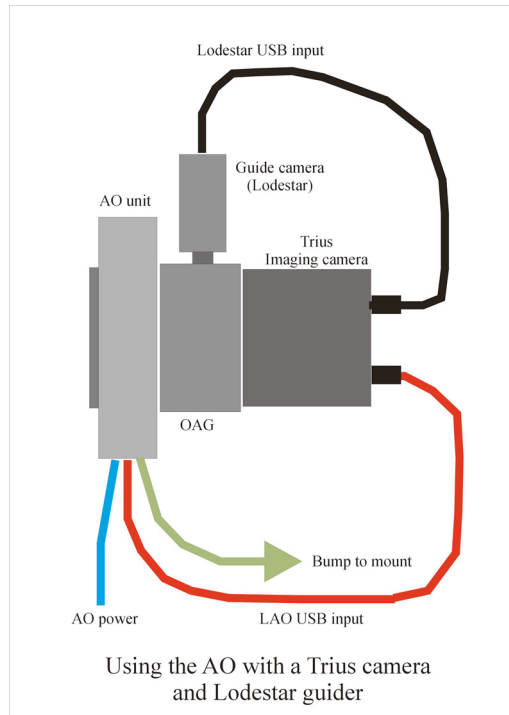 Lodestar USB input
Guide camera
(Lodestar)
AO unit
Trius
Imaging camera
OAG
Bump to mount
AO power
LAO USB input
Using the AO with a Trius camera
and Lodestar guider